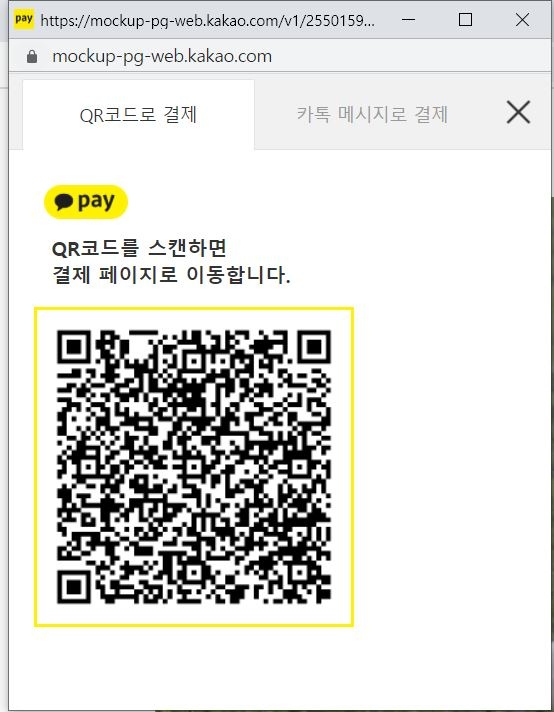 pay https://mockup-pg-web.kakao.com/v1/2550159...
mockup-pg-web.kakao.com
QR코드로 결제
카톡 메시지로 결제
pay
QR코드를 스캔하면
결제 페이지로 이동합니다.